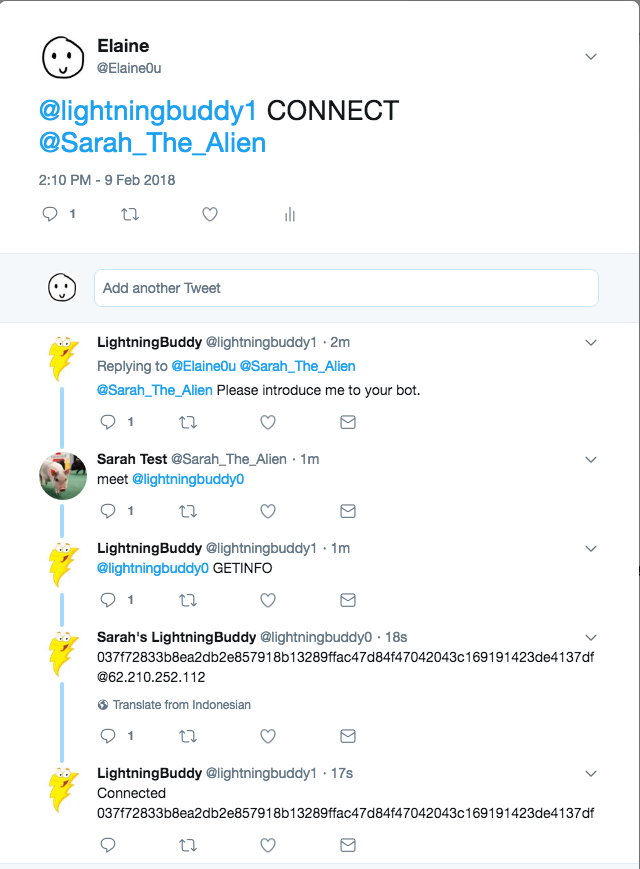 Elaine
@Elaine0u
@lightningbuddy1 CONNECT
@Sarah_The_Alien
2:10 PM - 9 Feb 2018
1
Add another Tweet
LightningBuddy @lightningbuddy1 · 2m
Replying to @Elaine0u @Sarah_The_Alien
@Sarah_The_Alien Please introduce me to your bot.
1
Sarah Test @Sarah_The_Alien · 1m
meet @lightningbuddy0
1
LightningBuddy @lightningbuddy1 · 1m
@lightningbuddy0 GETINFO
1
Sarah's LightningBuddy @lightningbuddy0 · 18s
037f72833b8ea2db2e857918b13289ffac47d84f47042043c169191423de4137df
@62.210.252.112
Translate from Indonesian
1
LightningBuddy @lightningbuddy1 · 17s
Connected
037f72833b8ea2db2e857918b13289ffac47d84f47042043c169191423de4137df